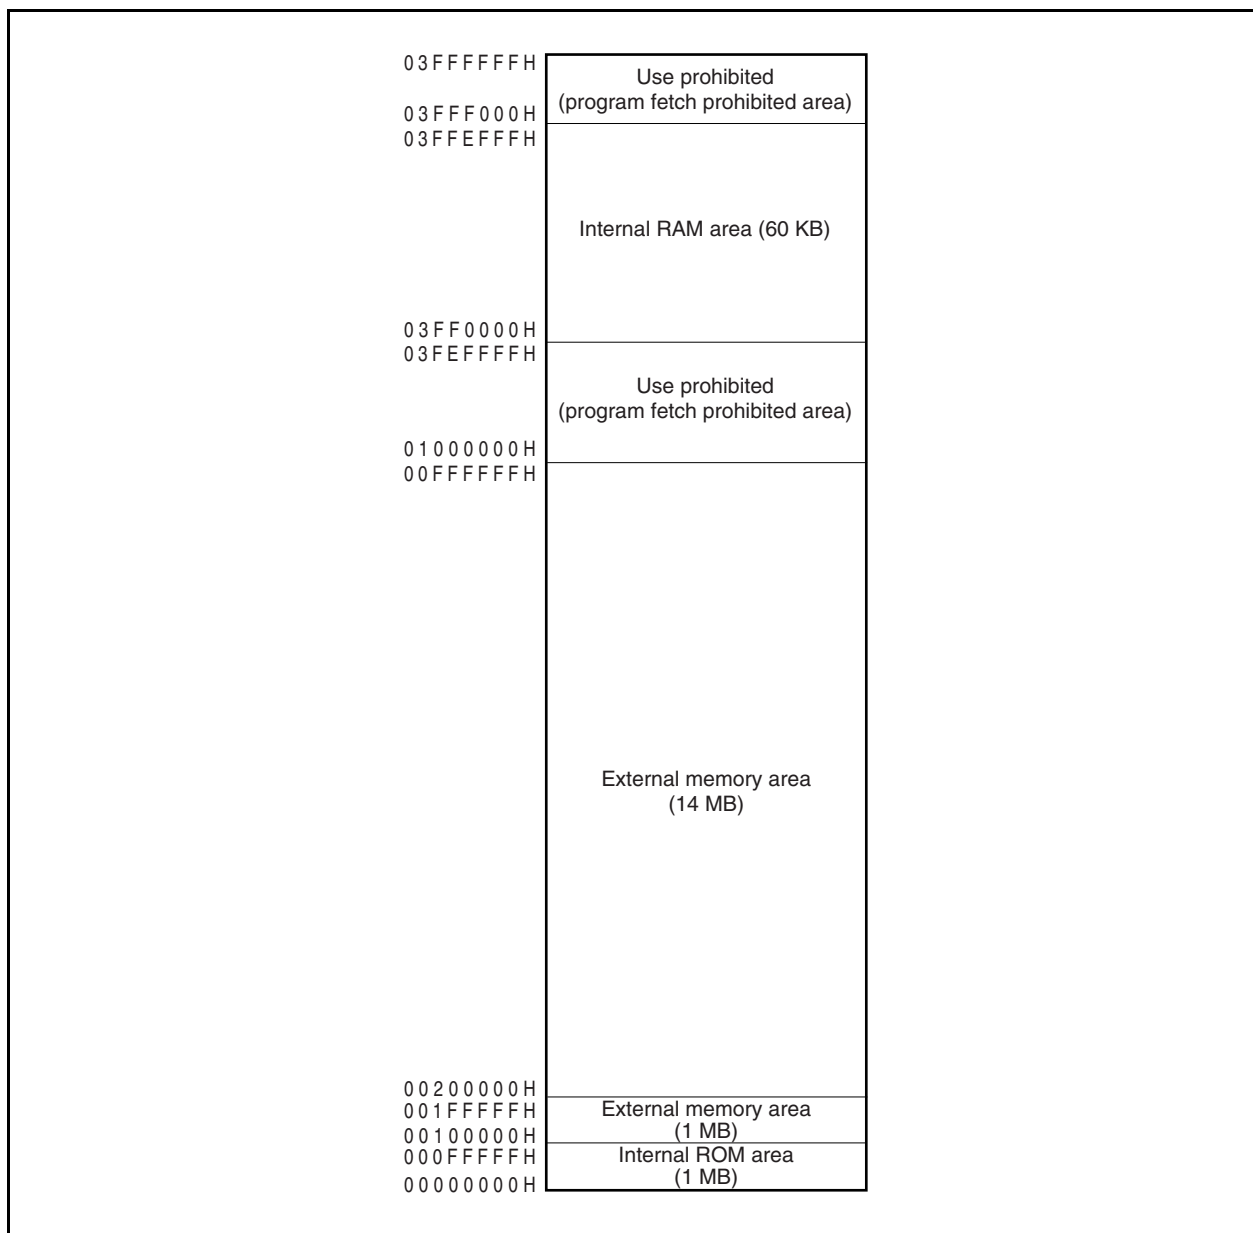 03FFFFFFH
Use prohibited
(program fetch prohibited area)
03FFF000H
03FFEFFFH
Internal RAM area (60 KB)
03FF0000H
03FEFFFFH
Use prohibited
(program fetch prohibited area)
01000000H
00FFFFFFH
External memory area
(14 MB)
00200000H
001FFFFFH
External memory area
(1 MB)
00100000H
000FFFFFH
Internal ROM area
(1 MB)
00000000H